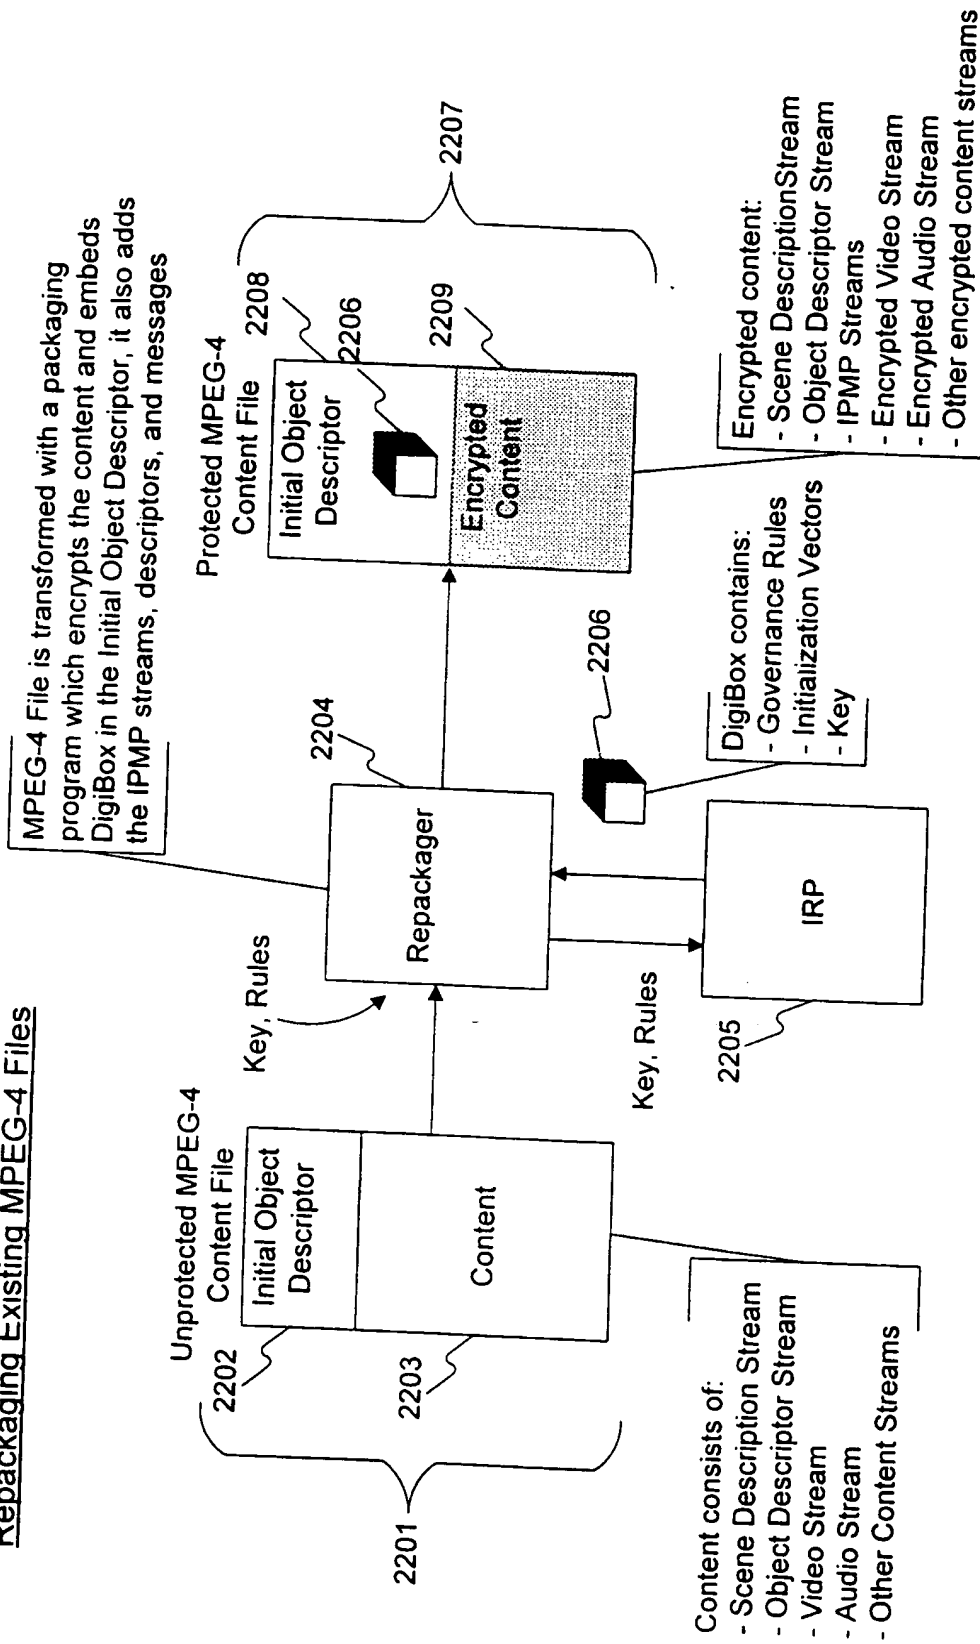 Repackaging Existing MPEG-4 Files
MPEG-4 File is transformed with a packaging
program which encrypts the content and embeds
DigiBox in the Initial Object Descriptor, it also adds
the IPMP streams, descriptors, and messages
Unprotected MPEG-4
Content File
Initial Object
Descriptor
Content
2201
2202
2203
Content consists of:
- Scene Description Stream
- Object Descriptor Stream
- Video Stream
- Audio Stream
- Other Content Streams
Key, Rules
Repackager
2204
Key, Rules
2205
IRP
2206
DigiBox contains:
- Governance Rules
- Initialization Vectors
- Key
Protected MPEG-4
Content File
Initial Object
Descriptor
Encrypted
Content
2208
2206
2209
2207
Encrypted content:
- Scene DescriptionStream
- Object Descriptor Stream
- IPMP Streams
- Encrypted Video Stream
- Encrypted Audio Stream
- Other encrypted content streams